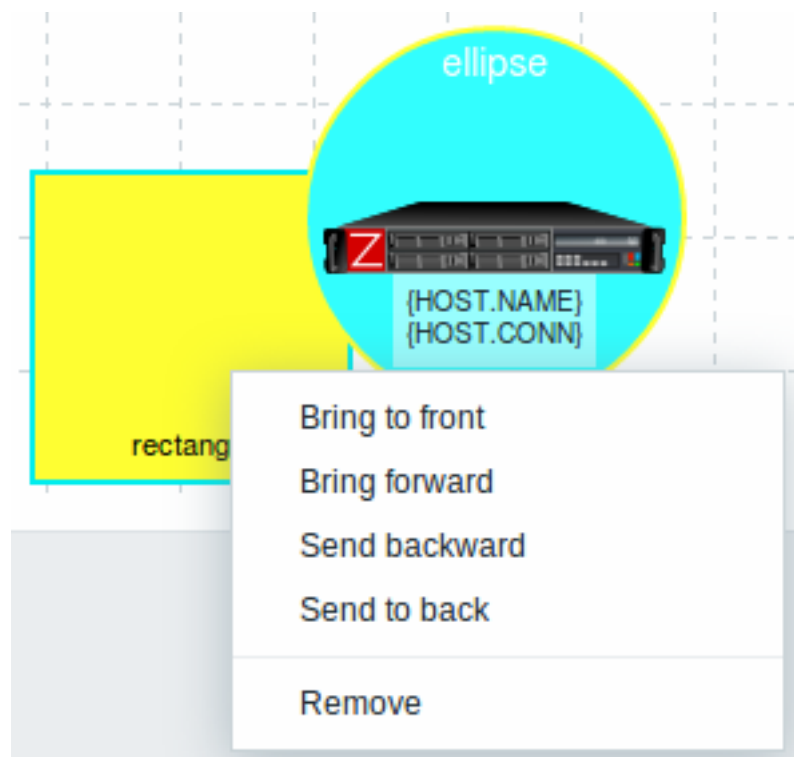 ellipse
Z
{HOST.NAME}
{HOST.CONN}
rectang
Bring to front
Bring forward
Send backward
Send to back
Remove